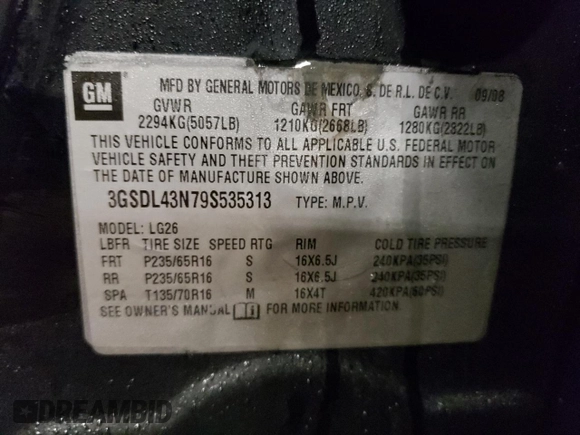 GM
MFD BY GENERAL MOTORS DE MEXICO, S. DE R.L. DE C.V. 09/08
GVWR GAWR FRT GAWR RR
2294KG(5057LB) 1210KG(2668LB) 1280KG(2822LB)
THIS VEHICLE CONFORMS TO ALL APPLICABLE U.S. FEDERAL MOTOR
VEHICLE SAFETY AND THEFT PREVENTION STANDARDS IN EFFECT ON
THE DATE OF MANUFACTURE SHOWN ABOVE.
3GSDL43N79S535313 TYPE: M.P.V.
MODEL: LG26
LBFR TIRE SIZE SPEED RTG RIM COLD TIRE PRESSURE
FRT P235/65R16 S 16X6.5J 240KPA(35PSI)
RR P235/65R16 S 16X6.5J 240KPA(35PSI)
SPA T135/70R16 M 16X4T 420KPA(60PSI)
SEE OWNER'S MANUAL FOR MORE INFORMATION.
DREAMBID